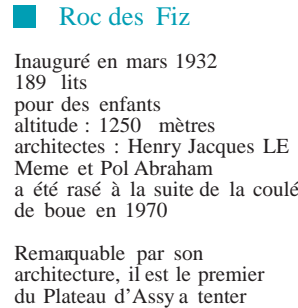 Roc des Fiz
Inauguré en mars 1932
189 lits
pour des enfants
altitude : 1250 mètres
architectes : Henry Jacques LE
Meme et Pol Abraham
a été rasé à la suite de la coulé
de boue en 1970
Remarquable par son
architecture, il est le premier
du Plateau d'Assy a tenter